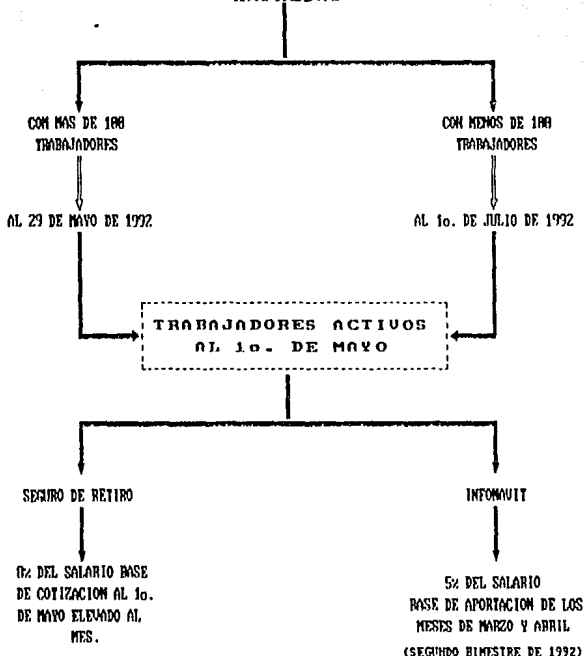 CON MAS DE 100
TRABAJADORES
CON MENOS DE 100
TRABAJADORES
AL 29 DE MAYO DE 1992
AL 1o. DE JULIO DE 1992
TRABAJADORES ACTIVOS
AL 1o. DE MAYO
SEGURO DE RETIRO
INFONAVIT
DEL SALARIO BASE
DE COTIZACION AL 1o.
DE MAYO ELEVADO AL
MES.
5% DEL SALARIO
BASE DE APORTACION DE LOS
MESES DE MARZO Y ABRIL
(SEGUNDO BIMESTRE DE 1992)